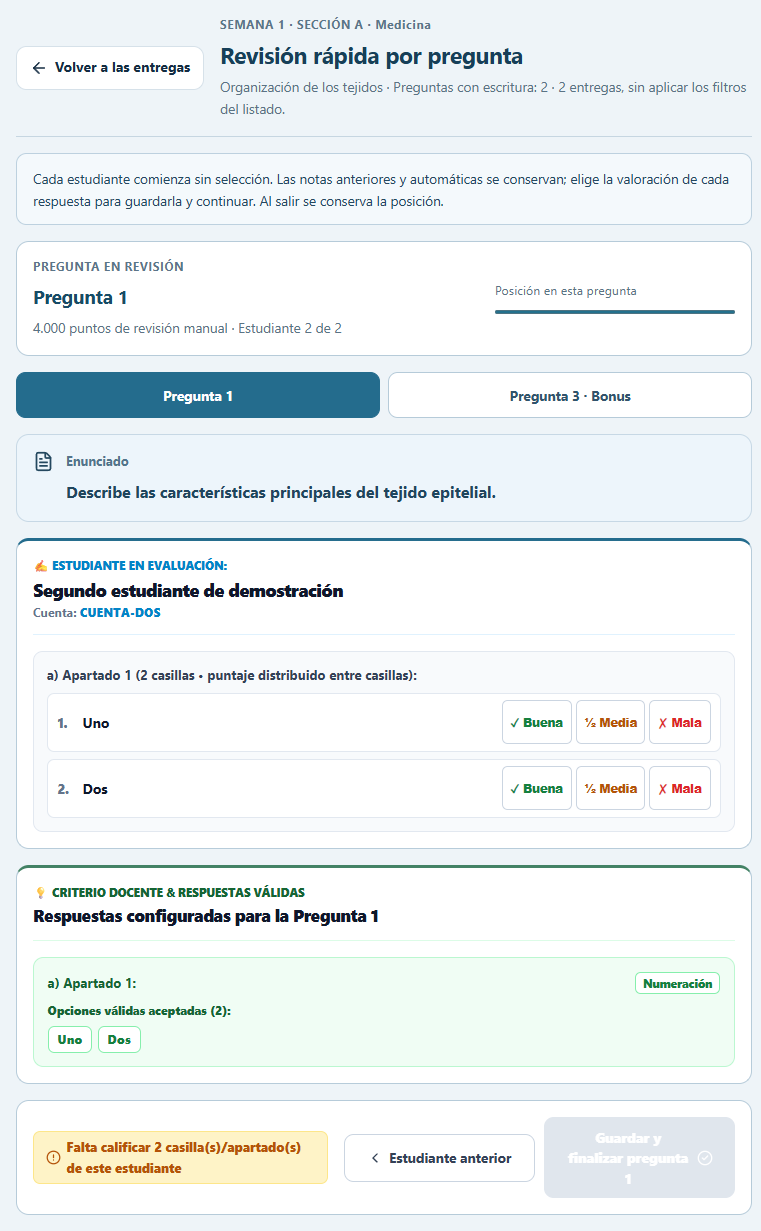 SEMANA 1 · SECCIÓN A · Medicina
← Volver a las entregas
Revisión rápida por pregunta
Organización de los tejidos · Preguntas con escritura: 2 · 2 entregas, sin aplicar los filtros
del listado.
Cada estudiante comienza sin selección. Las notas anteriores y automáticas se conservan; elige la valoración de cada
respuesta para guardarla y continuar. Al salir se conserva la posición.
PREGUNTA EN REVISIÓN
Pregunta 1
Posición en esta pregunta
4.000 puntos de revisión manual · Estudiante 2 de 2
Pregunta 1
Pregunta 3 · Bonus
Enunciado
Describe las características principales del tejido epitelial.
✍️ ESTUDIANTE EN EVALUACIÓN:
Segundo estudiante de demostración
Cuenta: CUENTA-DOS
a) Apartado 1 (2 casillas • puntaje distribuido entre casillas):
1. Uno ✓ Buena ½ Media ✗ Mala
2. Dos ✓ Buena ½ Media ✗ Mala
💡 CRITERIO DOCENTE & RESPUESTAS VÁLIDAS
Respuestas configuradas para la Pregunta 1
a) Apartado 1:
Numeración
Opciones válidas aceptadas (2):
Uno Dos
Falta calificar 2 casilla(s)/apartado(s)
de este estudiante
Estudiante anterior
Guardar y
finalizar pregunta
1